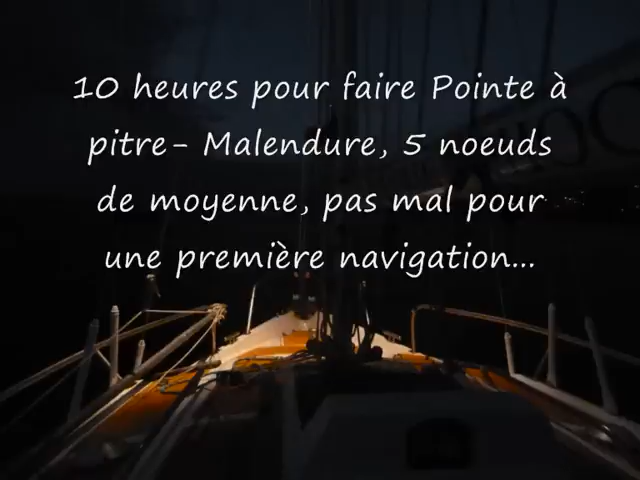 10 heures pour faire Pointe à
pitre- Malendure, 5 noeuds
de moyenne, pas mal pour
une première navigation...